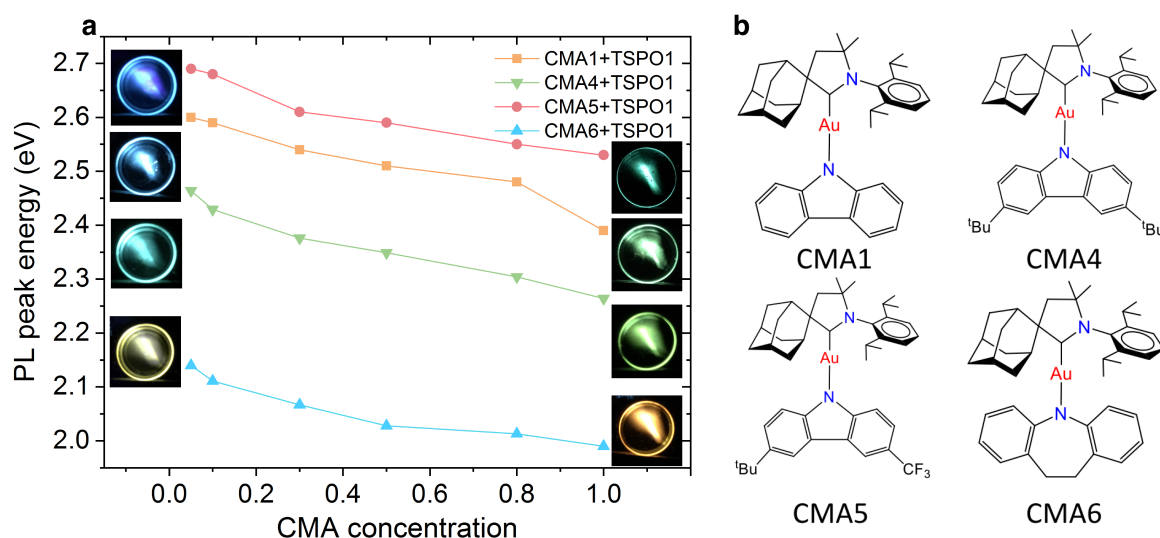 a
PL peak energy (eV)
2.7
2.6
2.5
2.4
2.3
2.2
2.1
2.0
0.0
0.2
0.4
0.6
0.8
1.0
CMA concentration
CMA1+TSPO1
CMA4+TSPO1
CMA5+TSPO1
CMA6+TSPO1
b
N
Au
N
CMA1
N
Au
N
tBu
tBu
CMA4
N
Au
N
tBu
CF3
CMA5
N
Au
N
CMA6